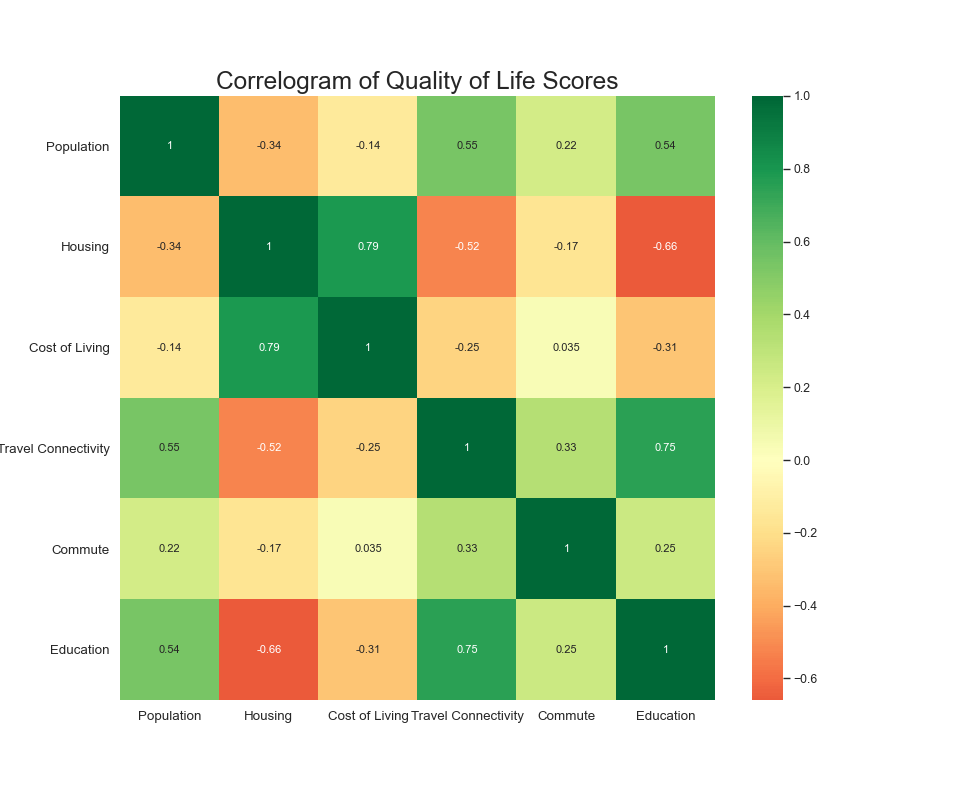 Correlogram of Quality of Life Scores
Population 1 -0.34 -0.14 0.55 0.22 0.54
Housing -0.34 1 0.79 -0.52 -0.17 -0.66
Cost of Living -0.14 0.79 1 -0.25 0.035 -0.31
Travel Connectivity 0.55 -0.52 -0.25 1 0.33 0.75
Commute 0.22 -0.17 0.035 0.33 1 0.25
Education 0.54 -0.66 -0.31 0.75 0.25 1
Population Housing Cost of Living Travel Connectivity Commute Education
1.0
0.8
0.6
0.4
0.2
0.0
−0.2
−0.4
−0.6